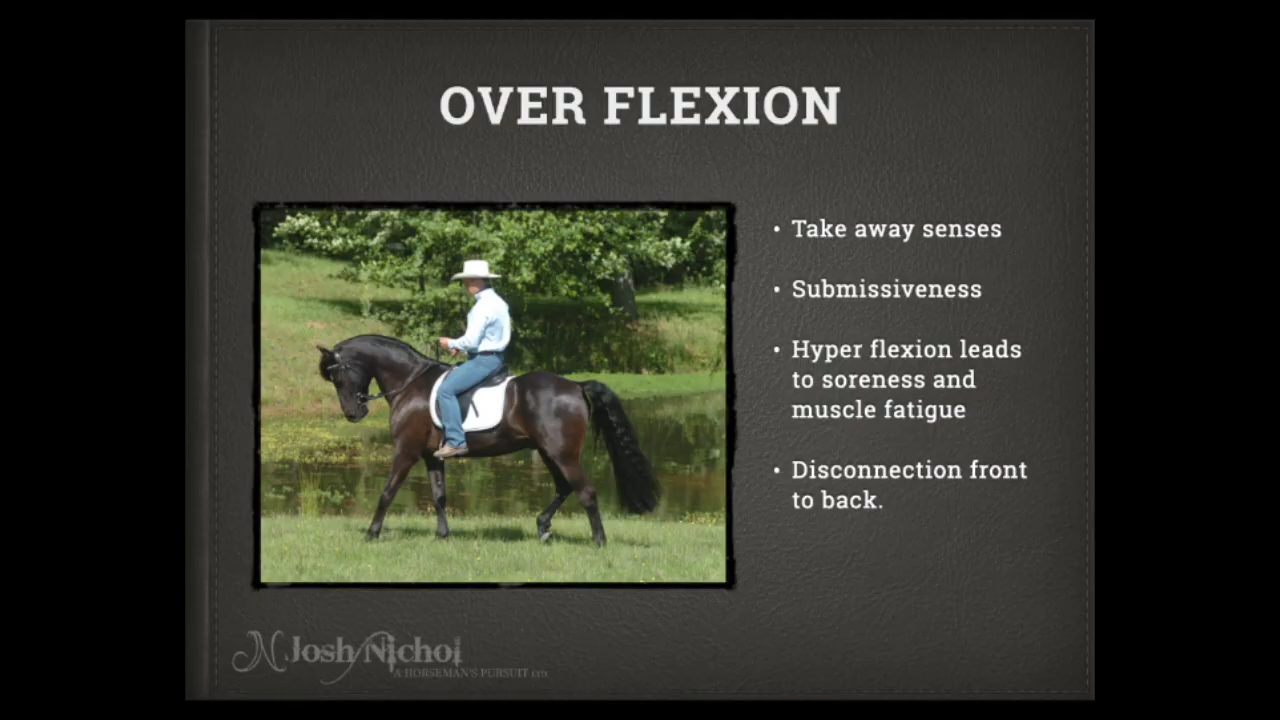 OVER FLEXION
• Take away senses
• Submissiveness
• Hyper flexion leads
to soreness and
muscle fatigue
• Disconnection front
to back.
N Josh Nichol
A HORSEMAN'S PURSUIT LTD.